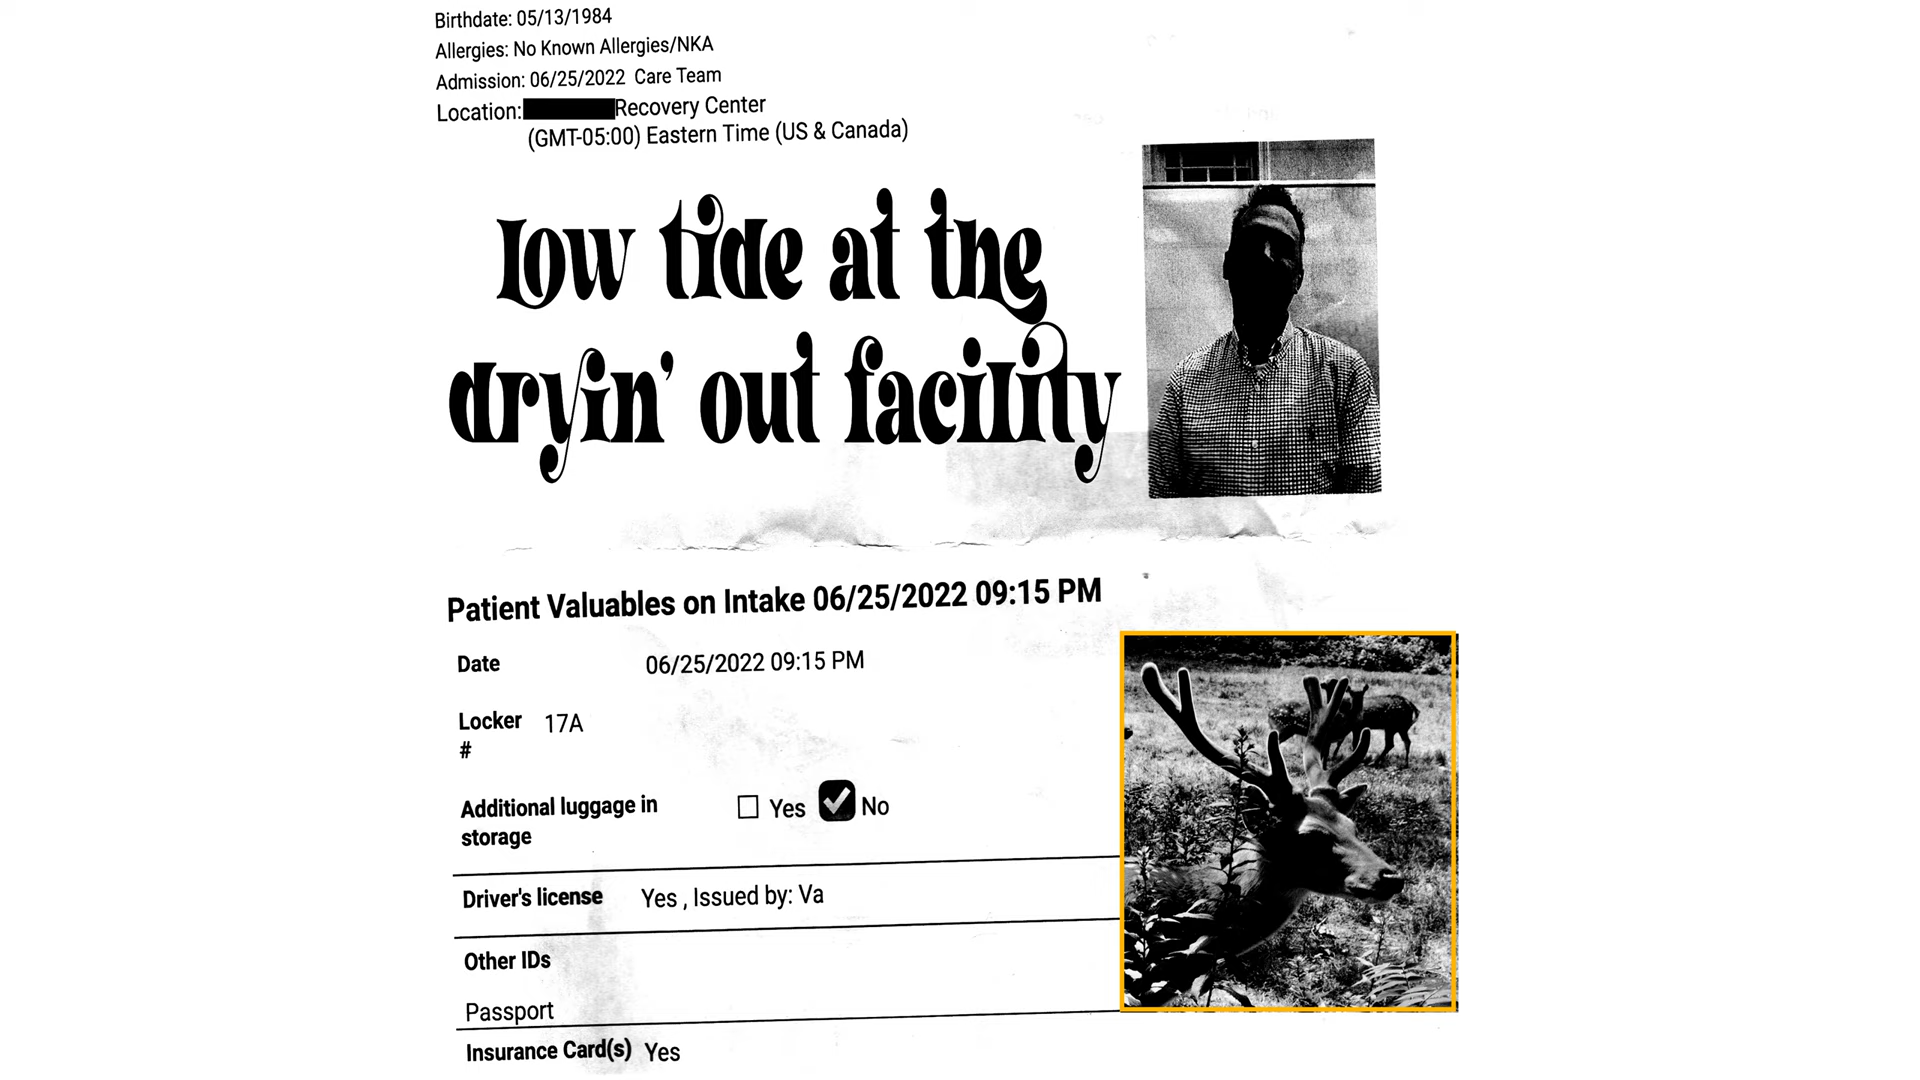 Birthdate: 05/13/1984
Allergies: No Known Allergies/NKA
Admission: 06/25/2022 Care Team
Location: Recovery Center
(GMT-05:00) Eastern Time (US & Canada)
low tide at the
dryin' out facility
Patient Valuables on Intake 06/25/2022 09:15 PM
Date 06/25/2022 09:15 PM
Locker 17A
#
Additional luggage in Yes No
storage
Driver's license Yes , Issued by: Va
Other IDs
Passport
Insurance Card(s) Yes